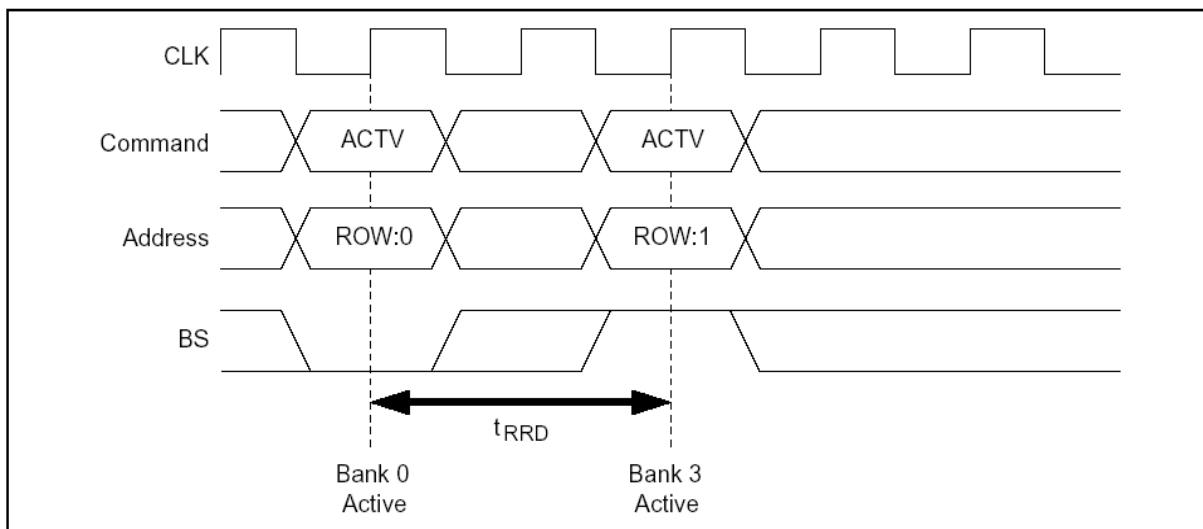 CLK
Command
ACTV
ACTV
Address
ROW:0
ROW:1
BS
tRRD
Bank 0
Active
Bank 3
Active